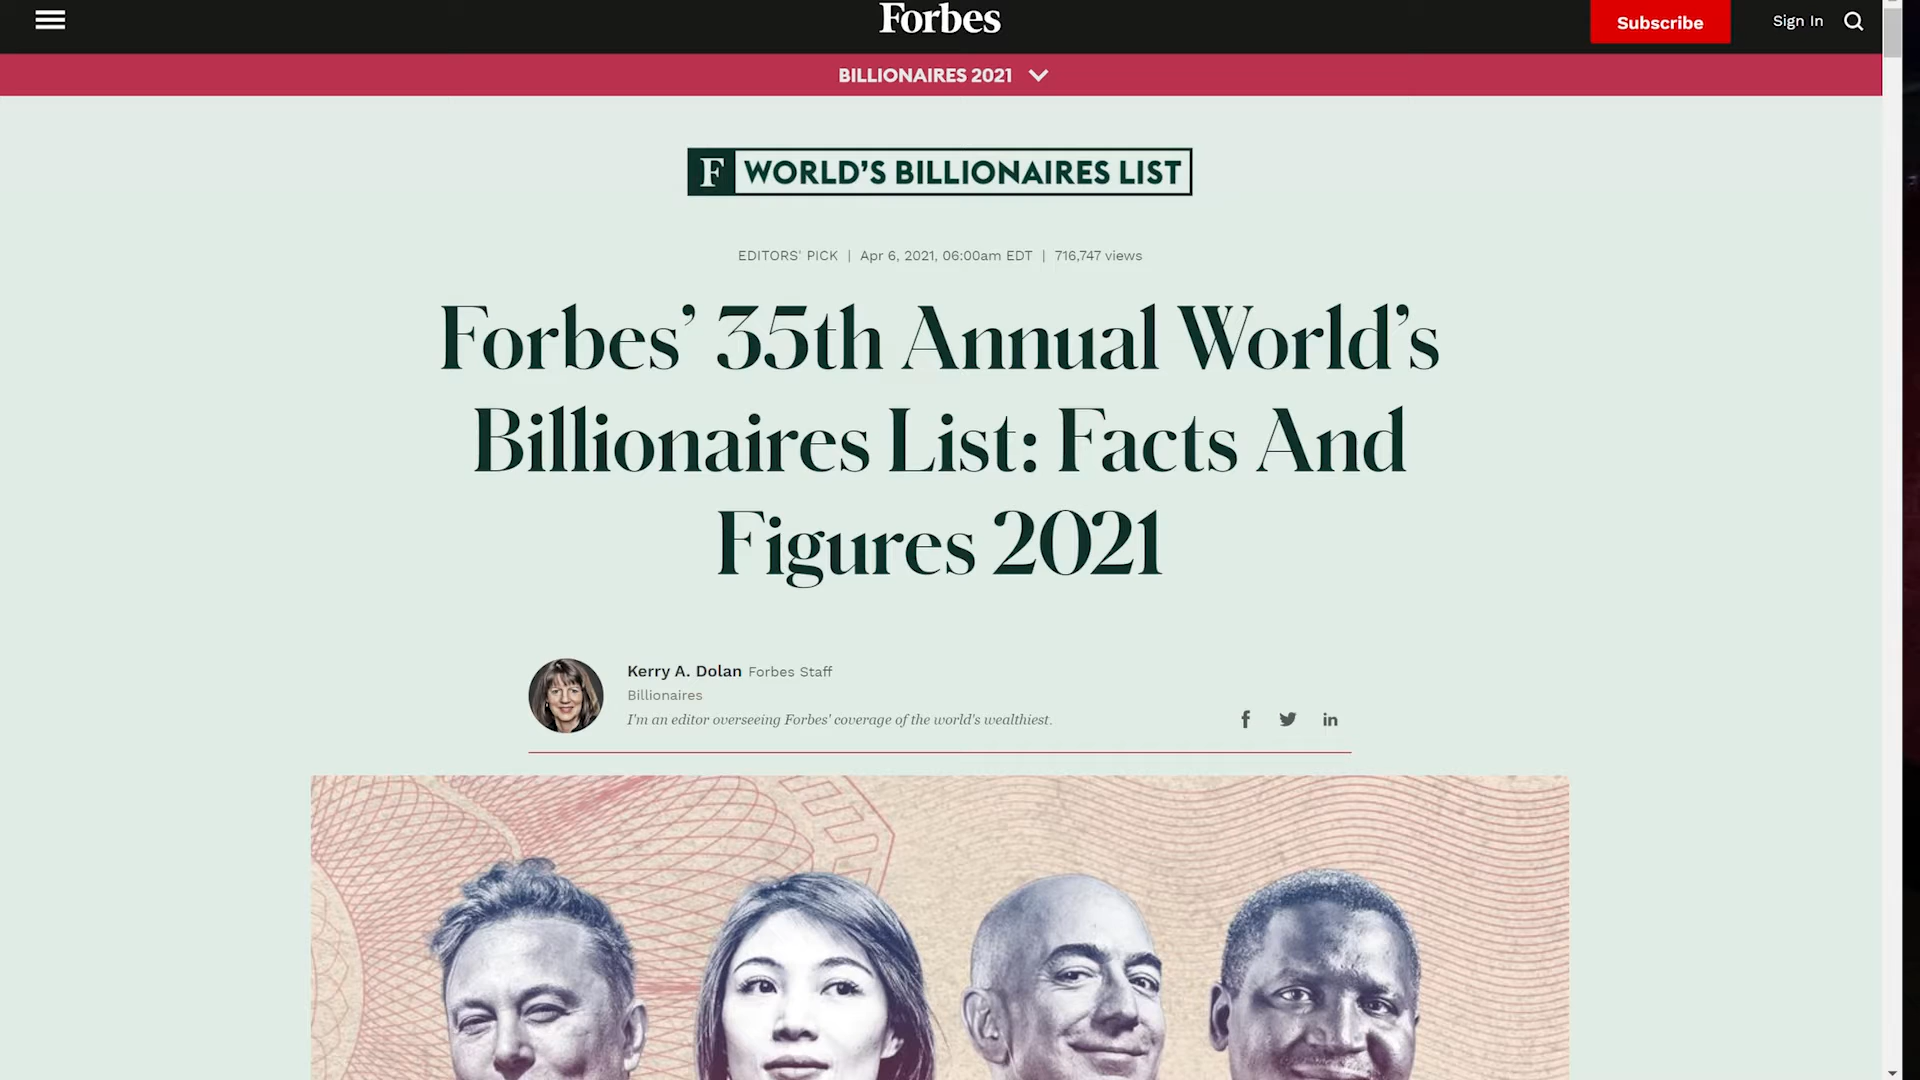 Forbes
Subscribe
Sign In
BILLIONAIRES 2021
F WORLD'S BILLIONAIRES LIST
EDITORS' PICK | Apr 6, 2021, 06:00am EDT | 716,747 views
Forbes’ 35th Annual World’s
Billionaires List: Facts And
Figures 2021
Kerry A. Dolan Forbes Staff
Billionaires
I'm an editor overseeing Forbes' coverage of the world's wealthiest.